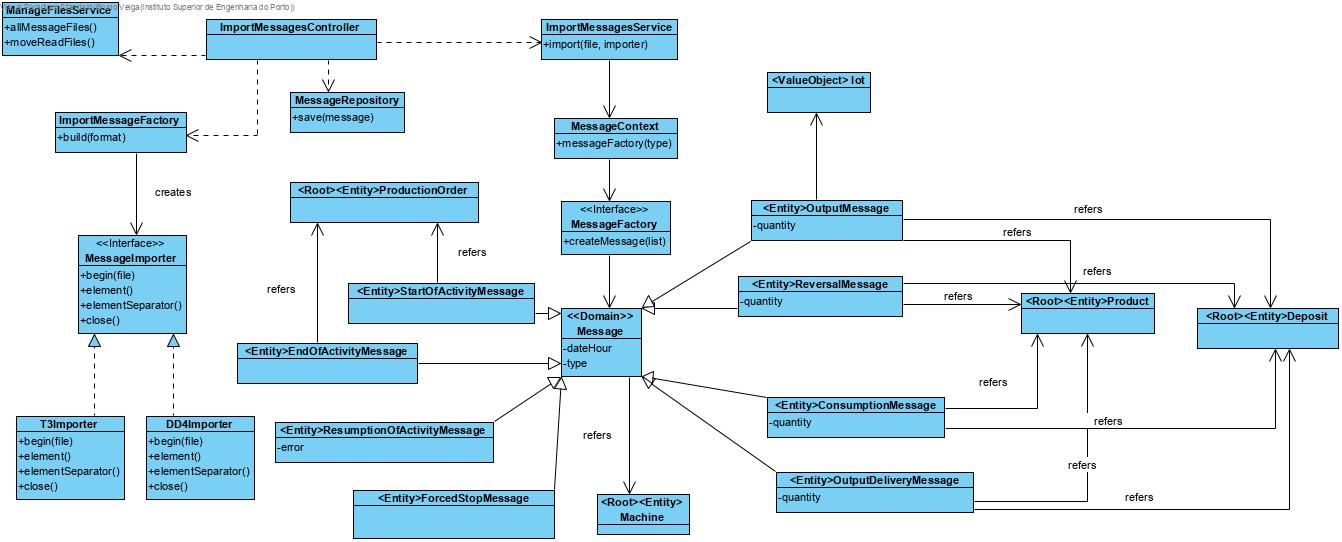 Veiga(Instituto Superior de Engenharia do Porto))
ManageFilesService
+allMessageFiles()
+moveReadFiles()
ImportMessagesController
ImportMessagesService
+import(file, importer)
<ValueObject> lot
MessageRepository
+save(message)
ImportMessageFactory
+build(format)
MessageContext
+messageFactory(type)
creates
<Root><Entity>ProductionOrder
<<Interface>>
MessageFactory
+createMessage(list)
<Entity>OutputMessage
-quantity
refers
refers
<<Interface>>
MessageImporter
+begin(file)
+element()
+elementSeparator()
+close()
refers
refers
<Entity>StartOfActivityMessage
<Entity>ReversalMessage
-quantity
refers
refers
<Root><Entity>Product
<Root><Entity>Deposit
<<Domain>>
Message
-dateHour
-type
<Entity>EndOfActivityMessage
refers
<Entity>ConsumptionMessage
-quantity
refers
T3Importer
+begin(file)
+element()
+elementSeparator()
+close()
DD4Importer
+begin(file)
+element()
+elementSeparator()
+close()
<Entity>ResumptionOfActivityMessage
-error
refers
refers
<Entity>OutputDeliveryMessage
-quantity
refers
<Entity>ForcedStopMessage
<Root><Entity>
Machine